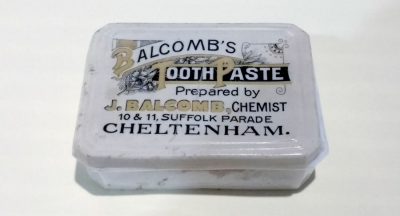 BALCOMB'S
TOOTH PASTE
Prepared by
J. BALCOMB, CHEMIST
10 & 11, SUFFOLK PARADE
CHELTENHAM.